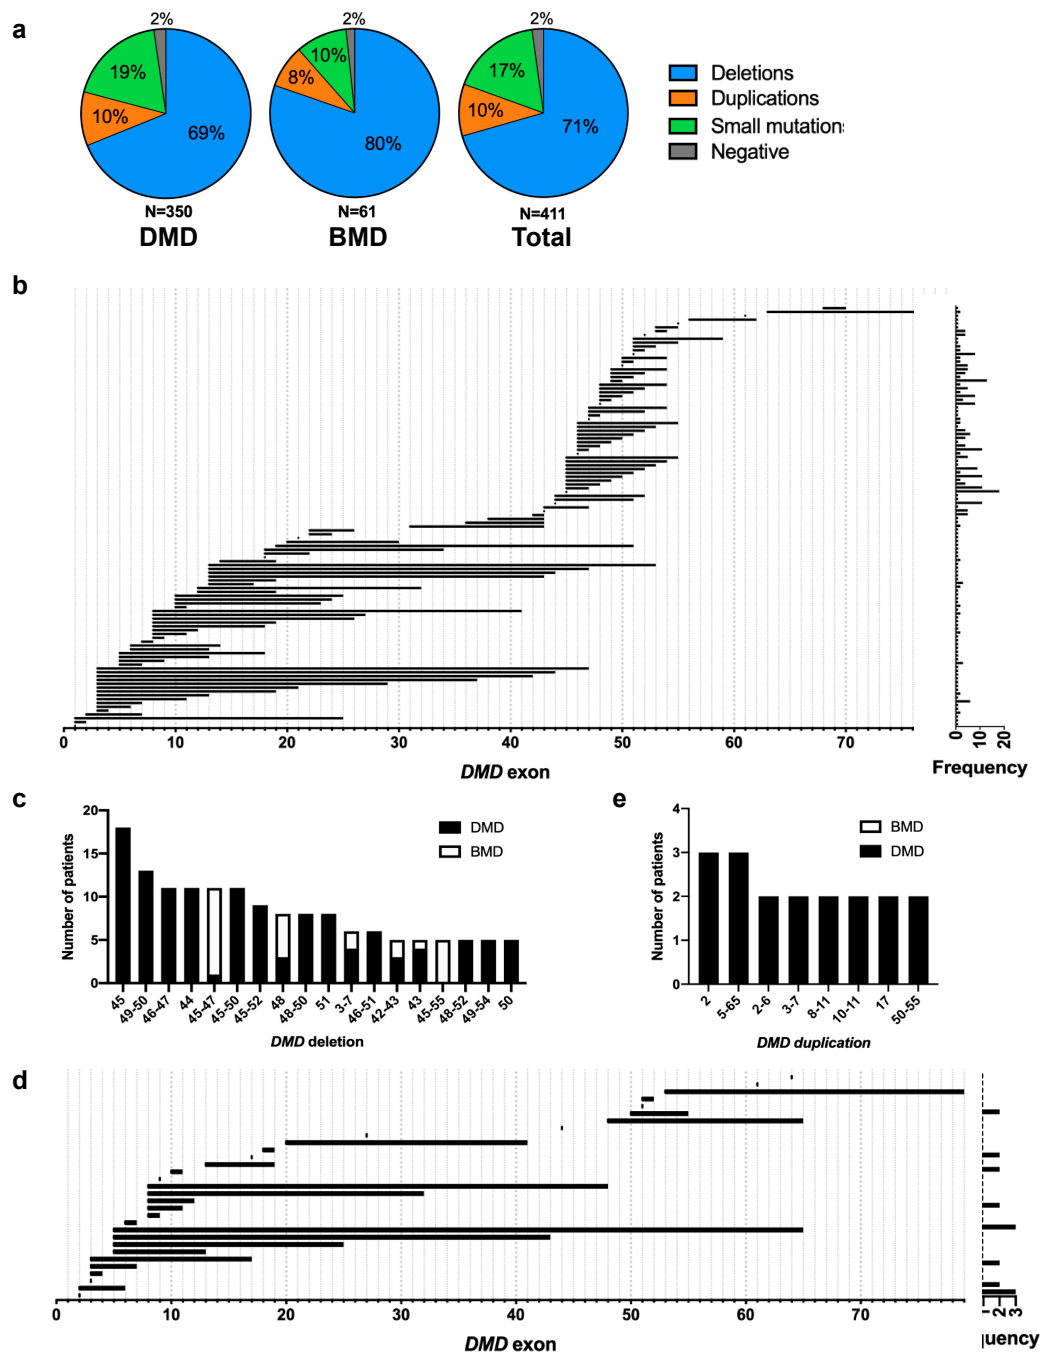 a
2%
19%
10%
69%
N=350
DMD
2%
10%
8%
80%
N=61
BMD
2%
17%
10%
71%
N=411
Total
Deletions
Duplications
Small mutation
Negative
b
0 10 20 30 40 50 60 70
DMD exon
0 10 20
Frequency
c
Number of patients
20
15
10
5
0
DMD
BMD
45 49-50 46-47 44 45-47 45-50 45-52 48 48-50 51 3-7 46-51 42-43 43 45-55 48-52 49-54 50
DMD deletion
e
Number of patients
4
3
2
1
0
BMD
DMD
2 5-65 2-6 3-7 8-11 10-11 17 50-55
DMD duplication
d
0 10 20 30 40 50 60 70
DMD exon
1 2 3
quency